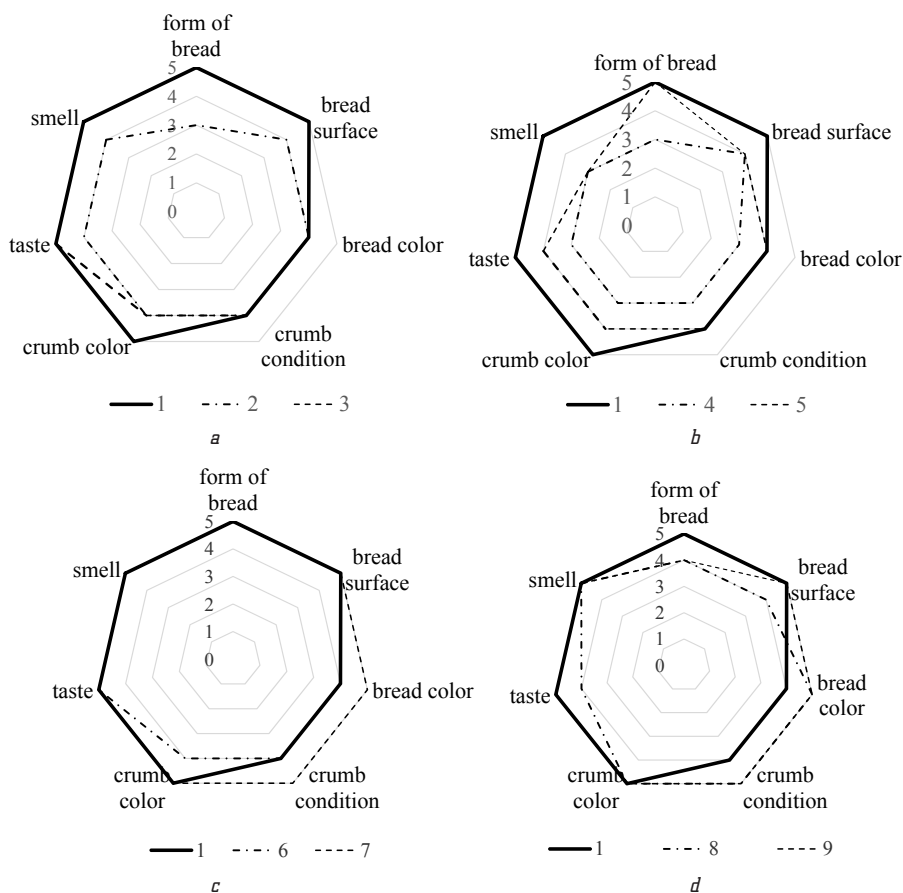 form of
bread
5
4
3
2
1
0
bread
surface
bread color
crumb
condition
crumb color
taste
smell
1 2 3
a
form of bread
5
4
3
2
1
0
bread surface
bread color
crumb condition
crumb color
taste
smell
1 4 5
b
form of
bread
5
4
3
2
1
0
bread
surface
bread color
crumb
condition
crumb
color
taste
smell
1 6 7
c
form of
bread
5
4
3
2
1
0
bread
surface
bread
color
crumb
condition
crumb
color
taste
smell
1 8 9
d